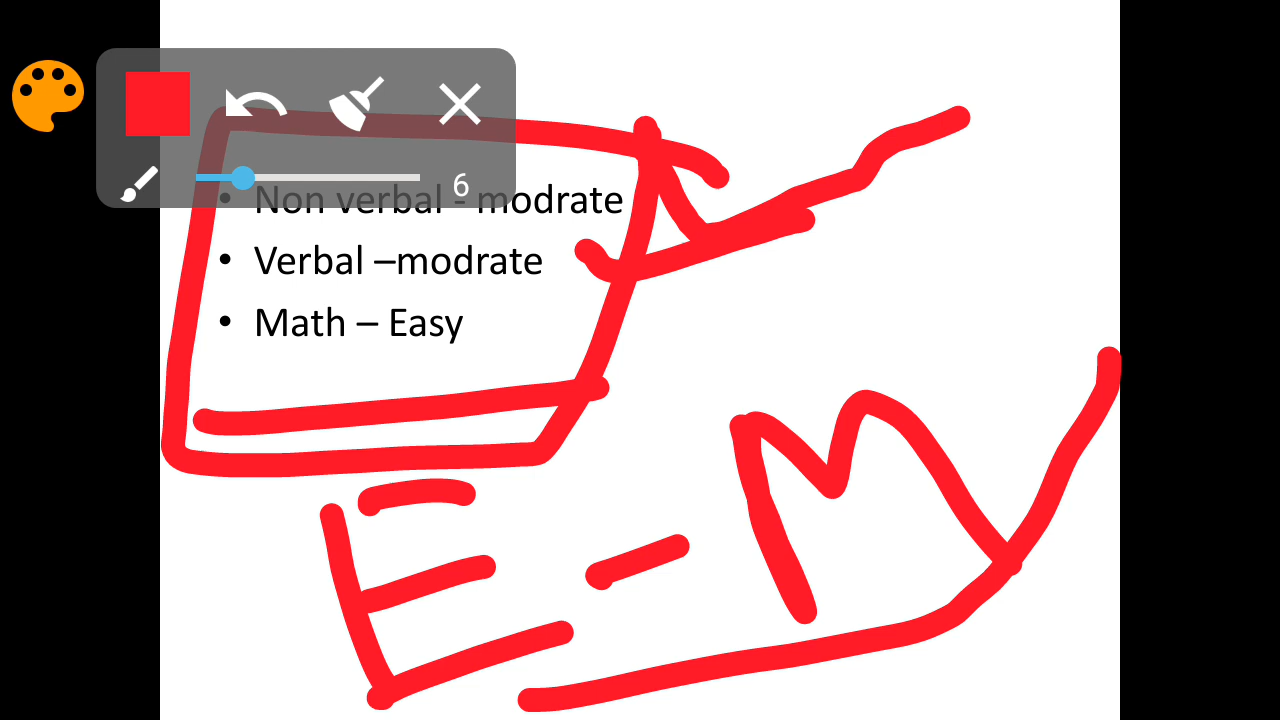 6
• Non verbal - modrate
• Verbal –modrate
• Math – Easy
E - M